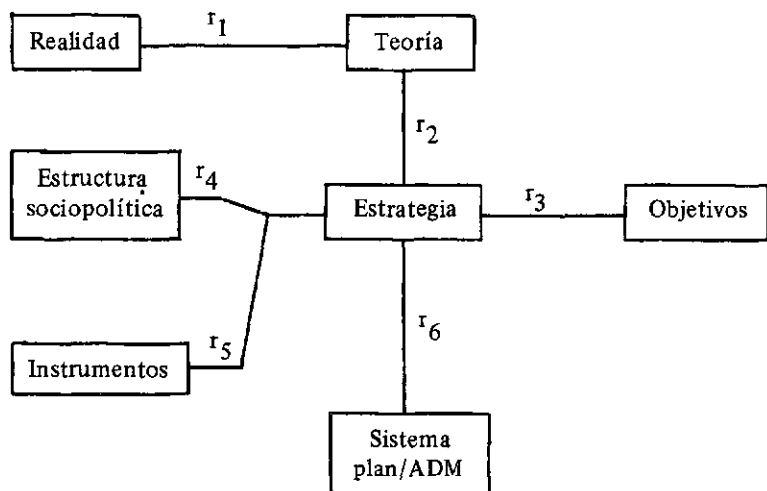 Realidad
r1
Teoría
r2
Estructura
sociopolítica
r4
Estrategia
r3
Objetivos
r5
Instrumentos
r6
Sistema
plan/ADM